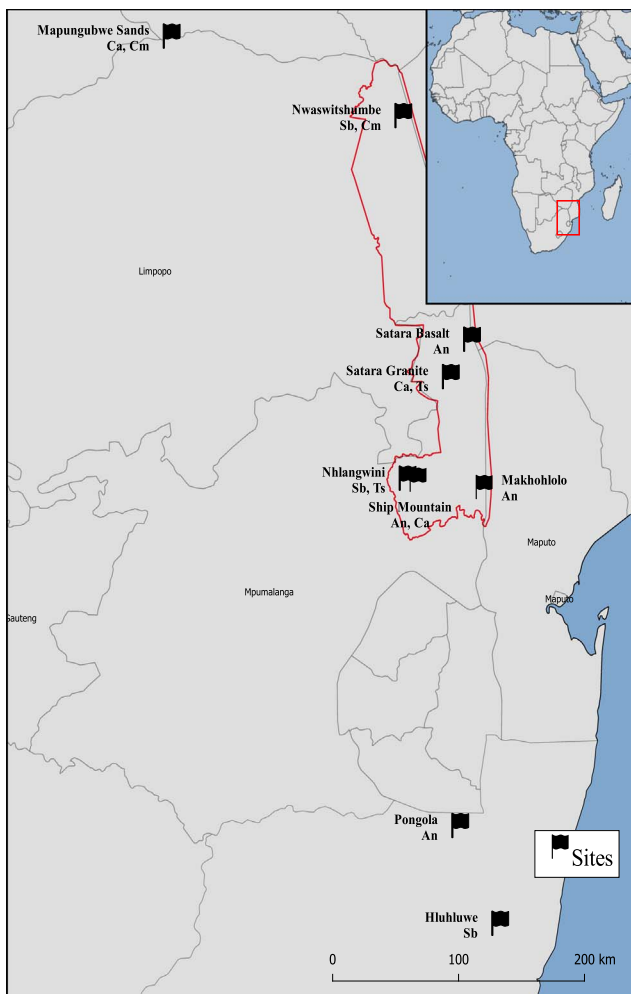 Mapungubwe Sands
Ca, Cm
Nwaswitshumbe
Sb, Cm
Limpopo
Satara Basalt
An
Satara Granite
Ca, Ts
Nhlangwini
Sb, Ts
Ship Mountain
An, Ca
Makhohlolo
An
Maputo
Mpumalanga
Maputo
Gauteng
Pongola
An
Sites
Hluhluwe
Sb
0 100 200 km